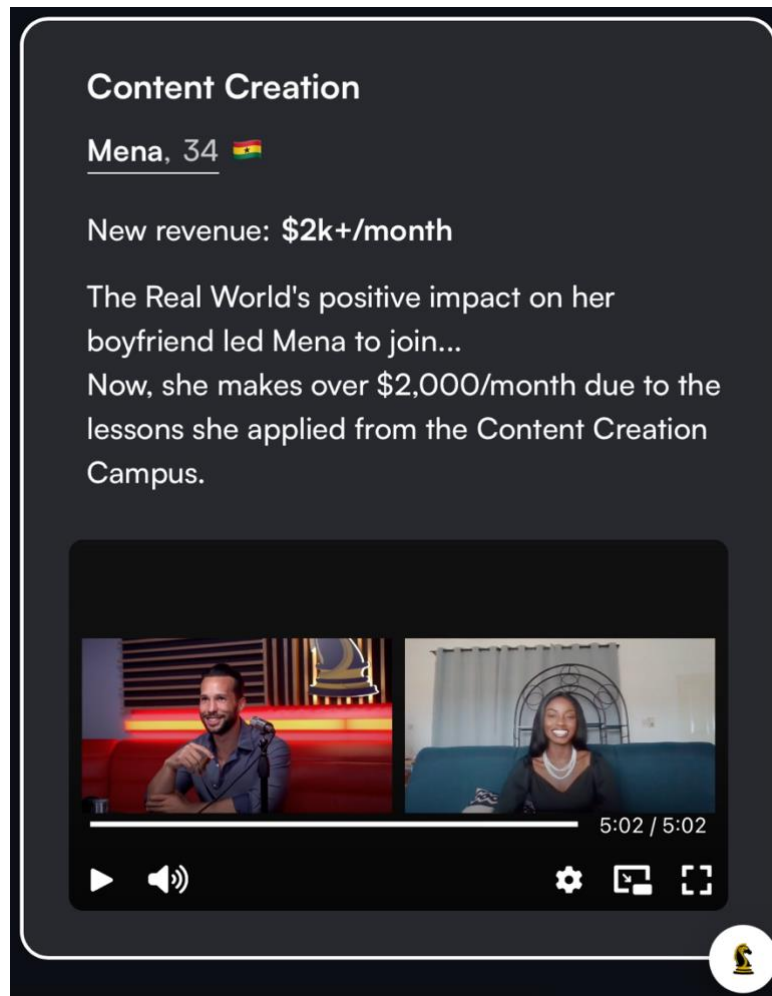 Content Creation
Mena, 34 🇬🇭
New revenue: $2k+/month
The Real World's positive impact on her
boyfriend led Mena to join...
Now, she makes over $2,000/month due to the
lessons she applied from the Content Creation
Campus.
5:02 / 5:02